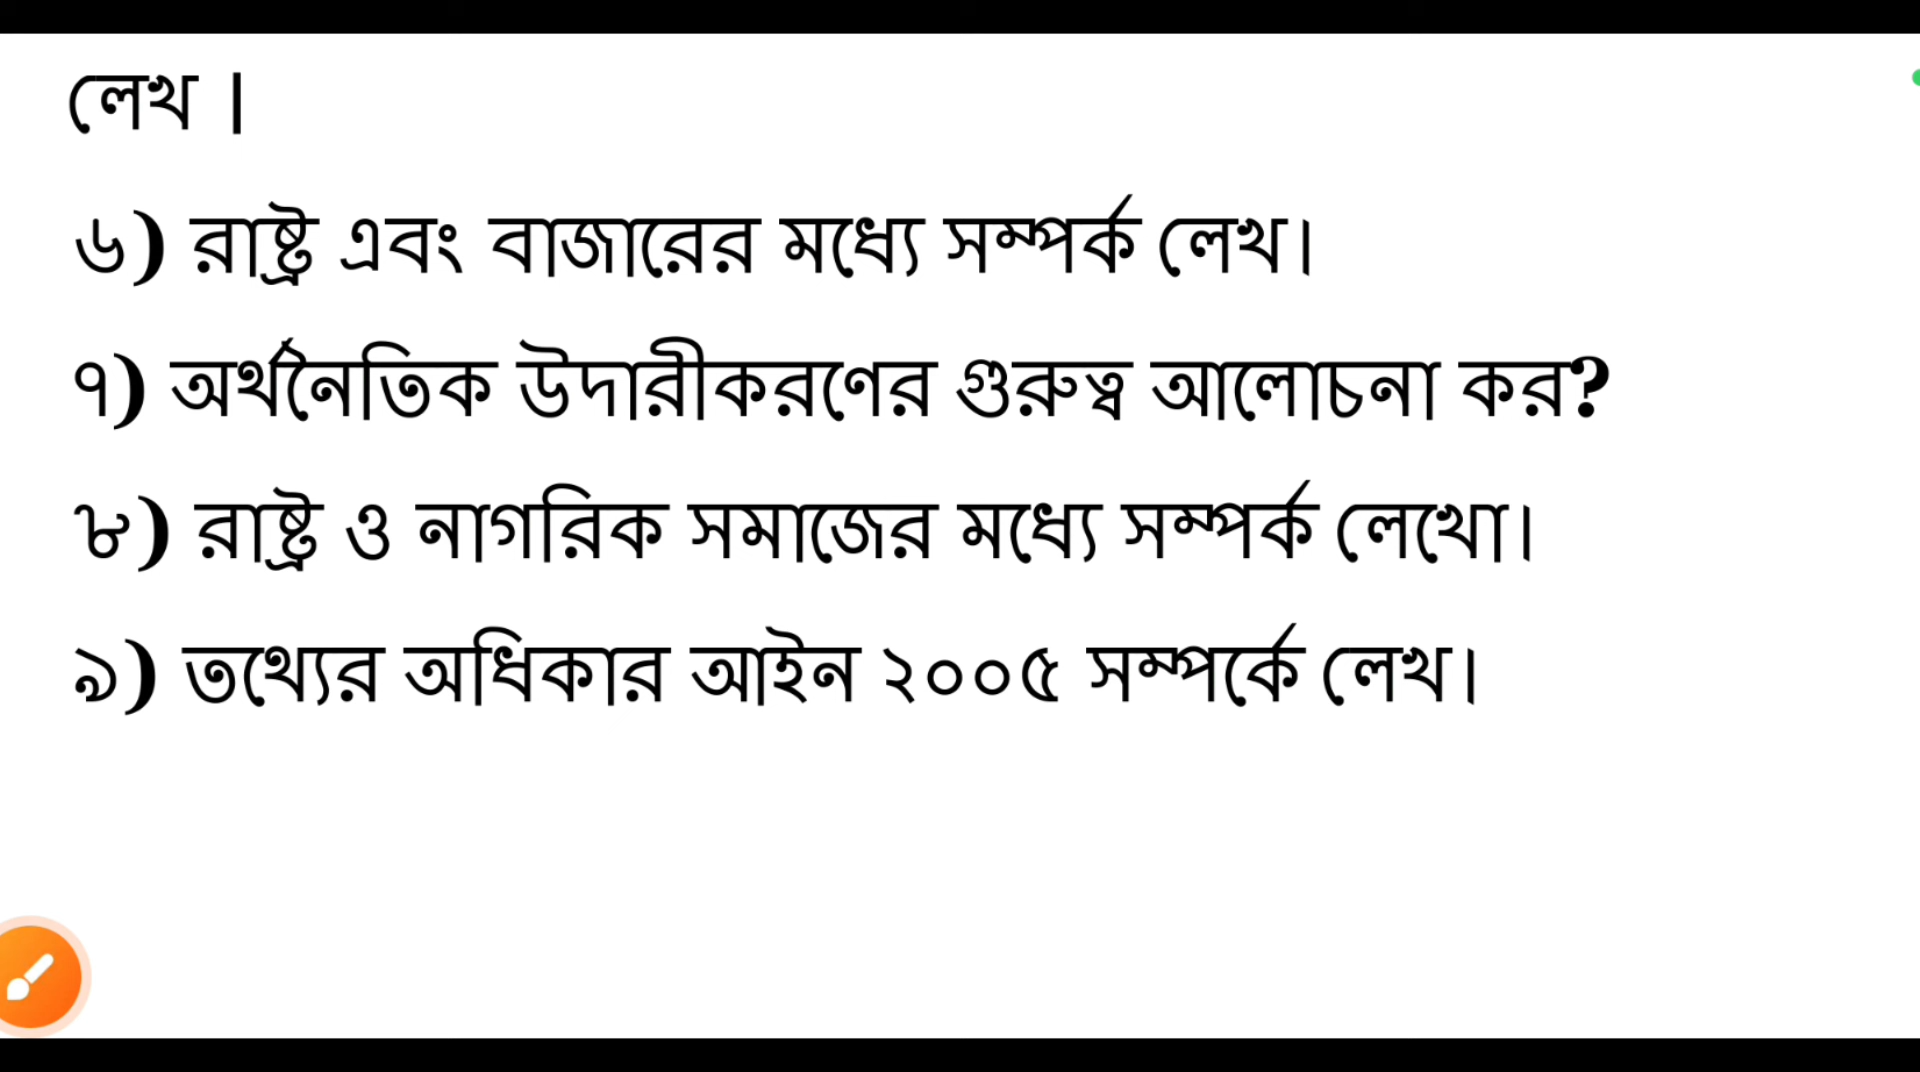 লেখ ।
৬) রাষ্ট্র এবং বাজারের মধ্যে সম্পর্ক লেখ।
৭) অর্থনৈতিক উদারীকরণের গুরুত্ব আলোচনা কর?
৮) রাষ্ট্র ও নাগরিক সমাজের মধ্যে সম্পর্ক লেখো।
৯) তথ্যের অধিকার আইন ২০০৫ সম্পর্কে লেখ।